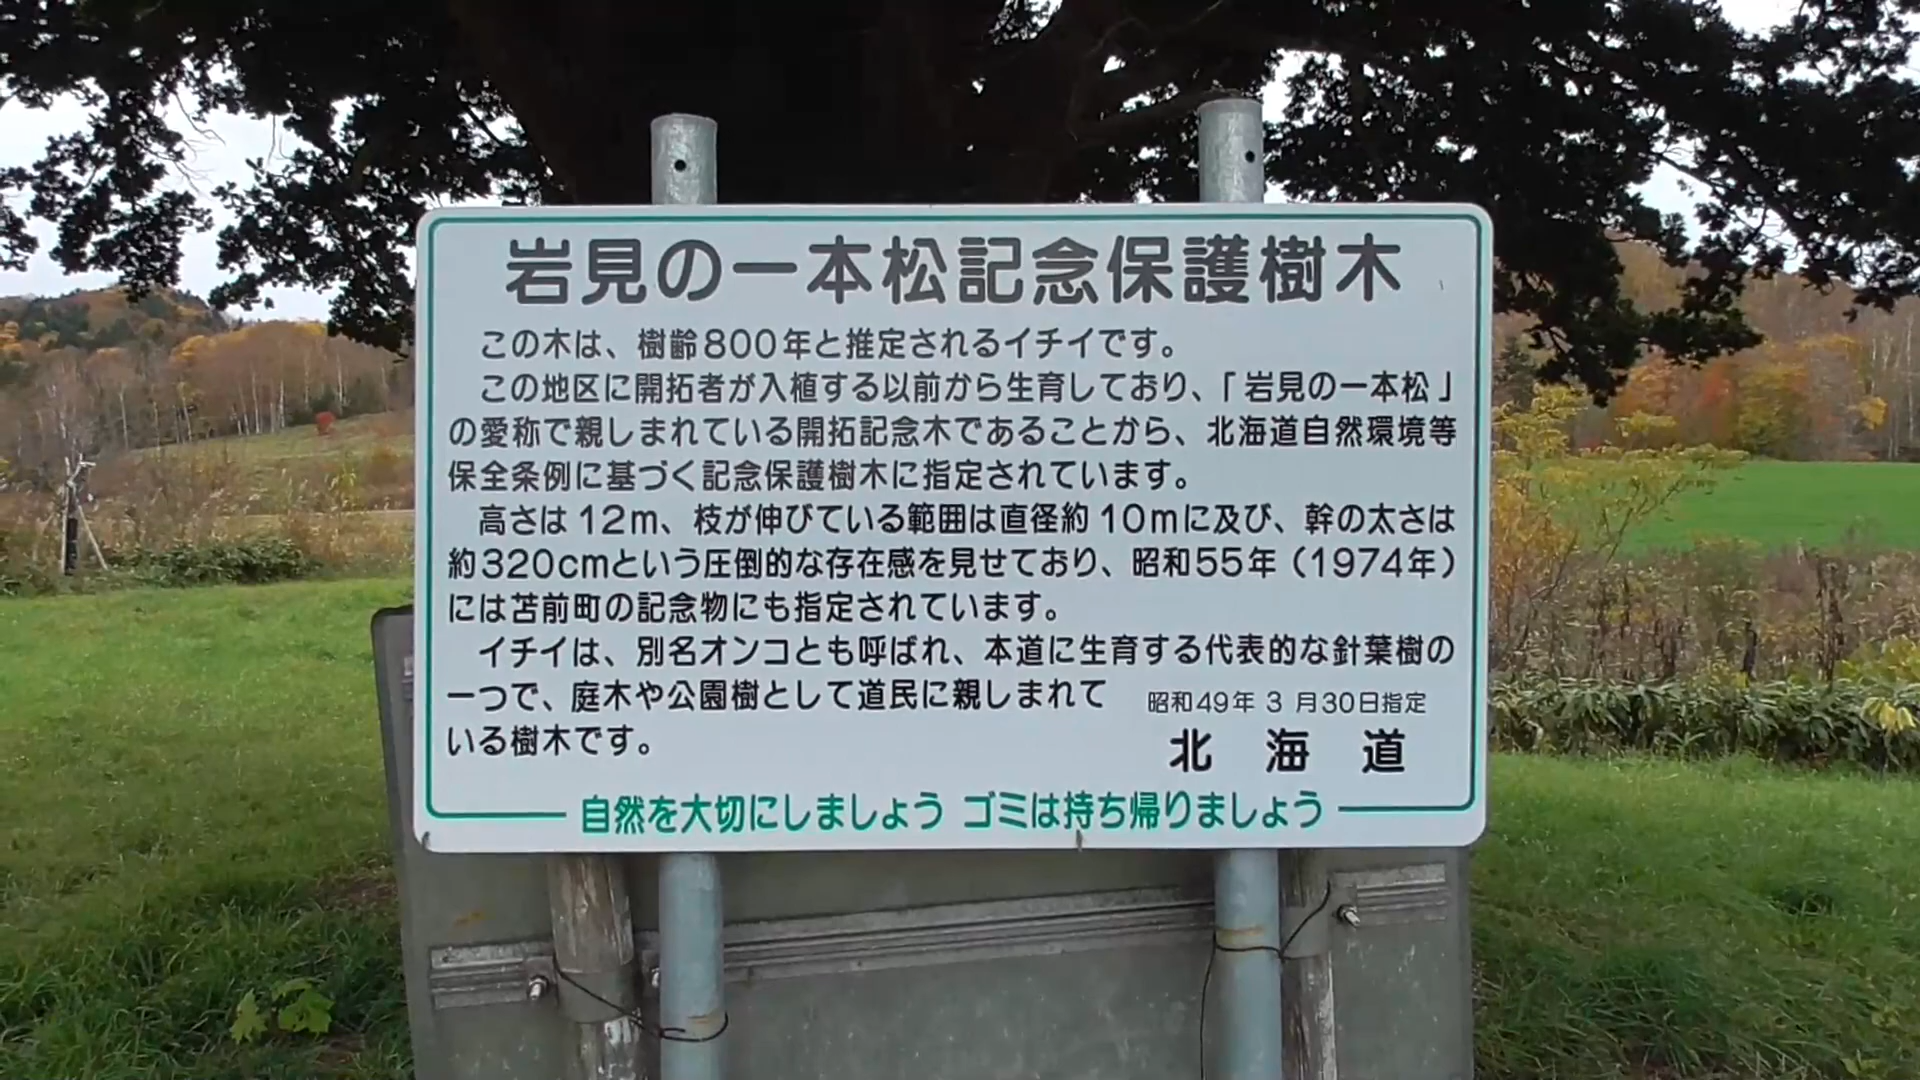 岩見の一本松記念保護樹木
この木は、樹齢800年と推定されるイチイです。
この地区に開拓者が入植する以前から生育しており、「岩見の一本松」
の愛称で親しまれている開拓記念木であることから、北海道自然環境等
保全条例に基づく記念保護樹木に指定されています。
高さは12m、枝が伸びている範囲は直径約10mに及び、幹の太さは
約320cmという圧倒的な存在感を見せており、昭和55年（1974年）
には苫前町の記念物にも指定されています。
イチイは、別名オンコとも呼ばれ、本道に生育する代表的な針葉樹の
一つで、庭木や公園樹として道民に親しまれて
いる樹木です。
昭和49年3月30日指定
北海道
自然を大切にしましょう ゴミは持ち帰りましょう